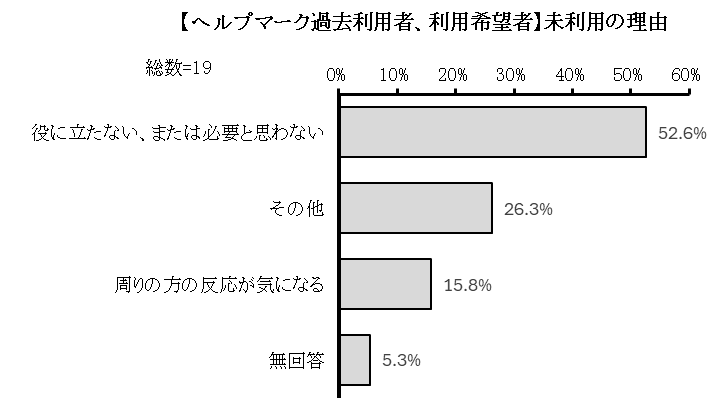 【ヘルプマーク過去利用者、利用希望者】未利用の理由
総数=19
0% 10% 20% 30% 40% 50% 60%
役に立たない、または必要と思わない 52.6%
その他 26.3%
周りの方の反応が気になる 15.8%
無回答 5.3%